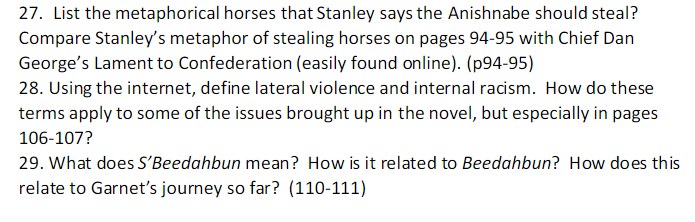 27.  List the metaphorical horses that Stanley says the Anishnabe should steal?
Compare Stanley’s metaphor of stealing horses on pages 94-95 with Chief Dan
George’s Lament to Confederation (easily found online). (p94-95)
28. Using the internet, define lateral violence and internal racism.  How do these
terms apply to some of the issues brought up in the novel, but especially in pages
106-107?
29. What does S’Beedahbun mean?  How is it related to Beedahbun?  How does this
relate to Garnet’s journey so far?  (110-111)